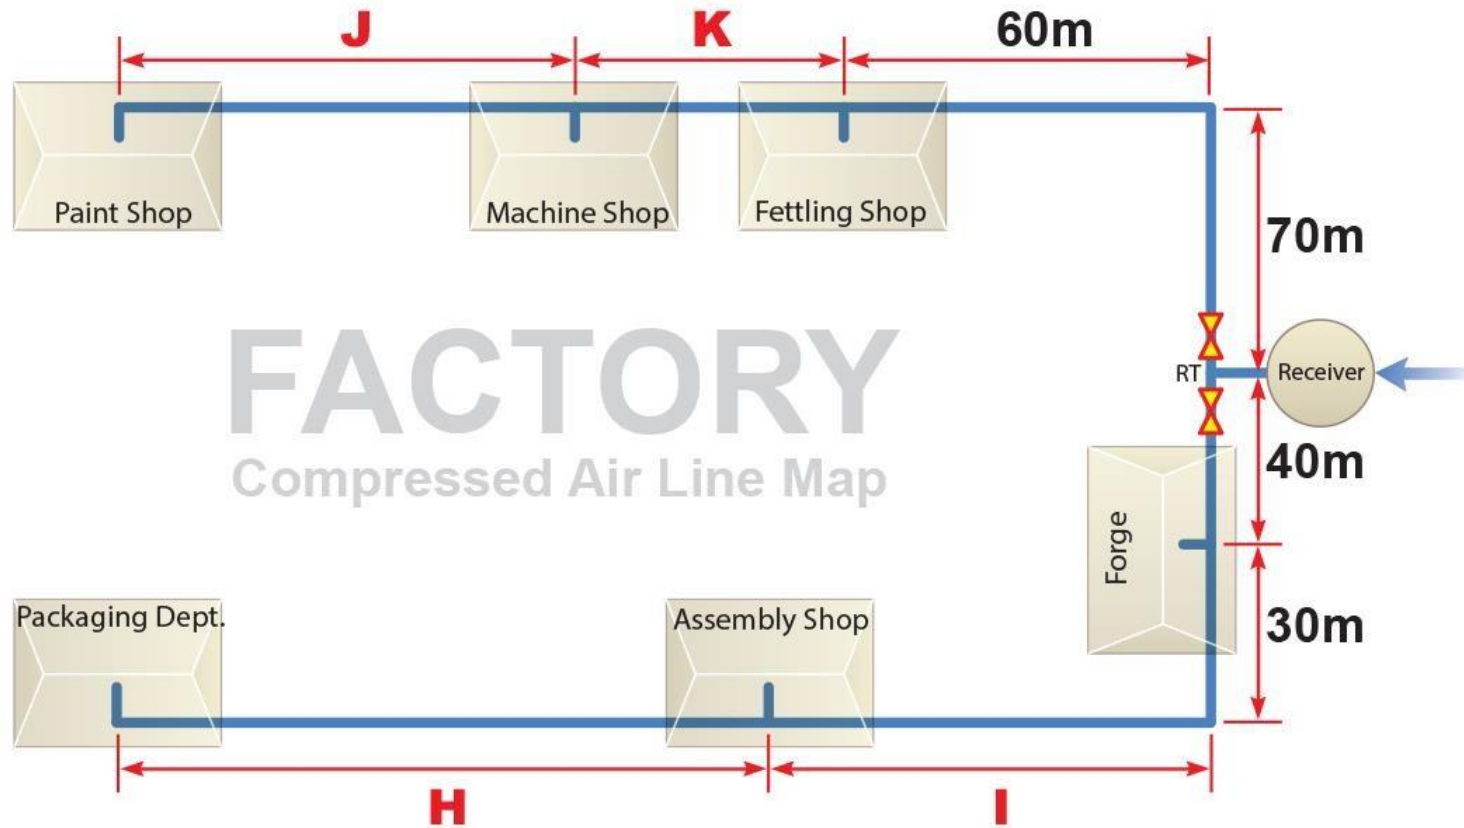 J
K
60m
Paint Shop
Machine Shop
Fettling Shop
70m
FACTORY
Compressed Air Line Map
RT
Receiver
40m
Forge
30m
Packaging Dept.
Assembly Shop
H
I